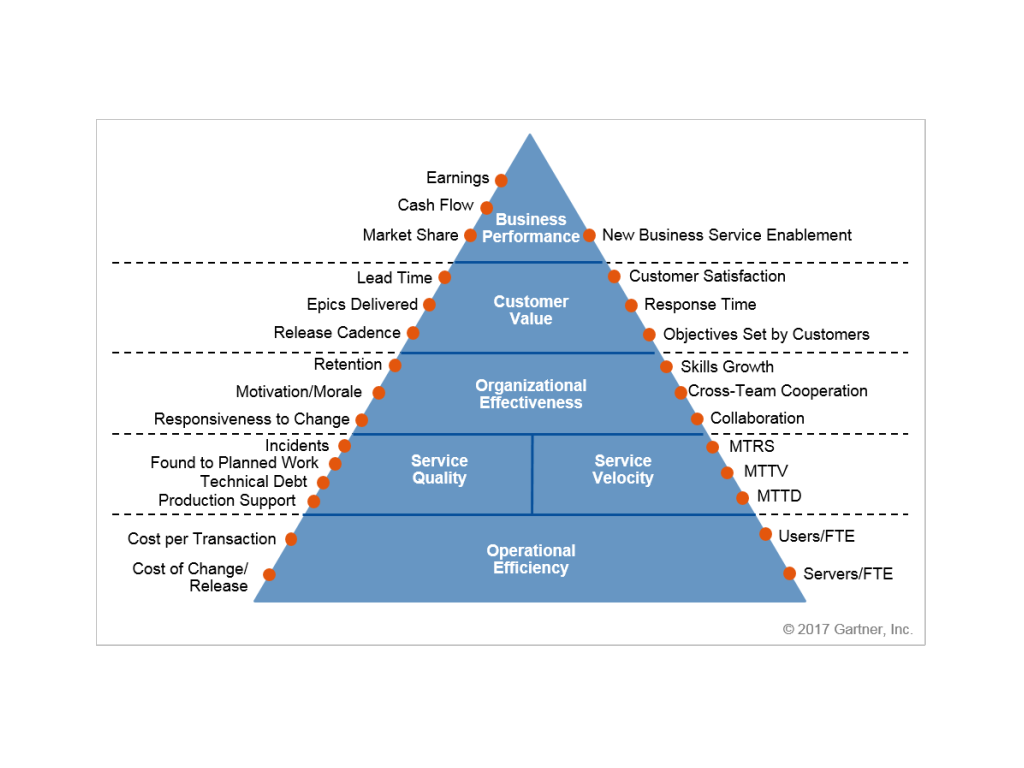 Earnings
Cash Flow
Business
Performance
Market Share
New Business Service Enablement
Lead Time
Customer Satisfaction
Epics Delivered
Customer
Value
Response Time
Release Cadence
Objectives Set by Customers
Retention
Skills Growth
Motivation/Morale
Organizational
Effectiveness
Cross-Team Cooperation
Responsiveness to Change
Collaboration
Incidents
MTRS
Found to Planned Work
Service
Quality
Service
Velocity
MTTV
Technical Debt
Production Support
MTTD
Cost per Transaction
Users/FTE
Operational
Efficiency
Cost of Change/
Release
Servers/FTE
© 2017 Gartner, Inc.